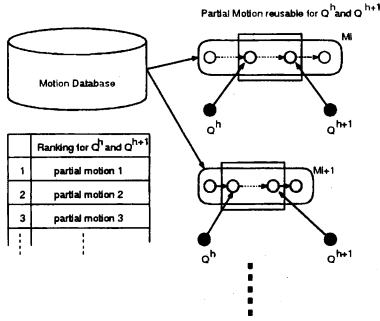 Partial Motion reusable for Q^h and Q^h+1
Mi
Motion Database
Q^h
Q^h+1
Ranking for Q^h and Q^h+1
1 partial motion 1
2 partial motion 2
3 partial motion 3
Mi+1
Q^h
Q^h+1